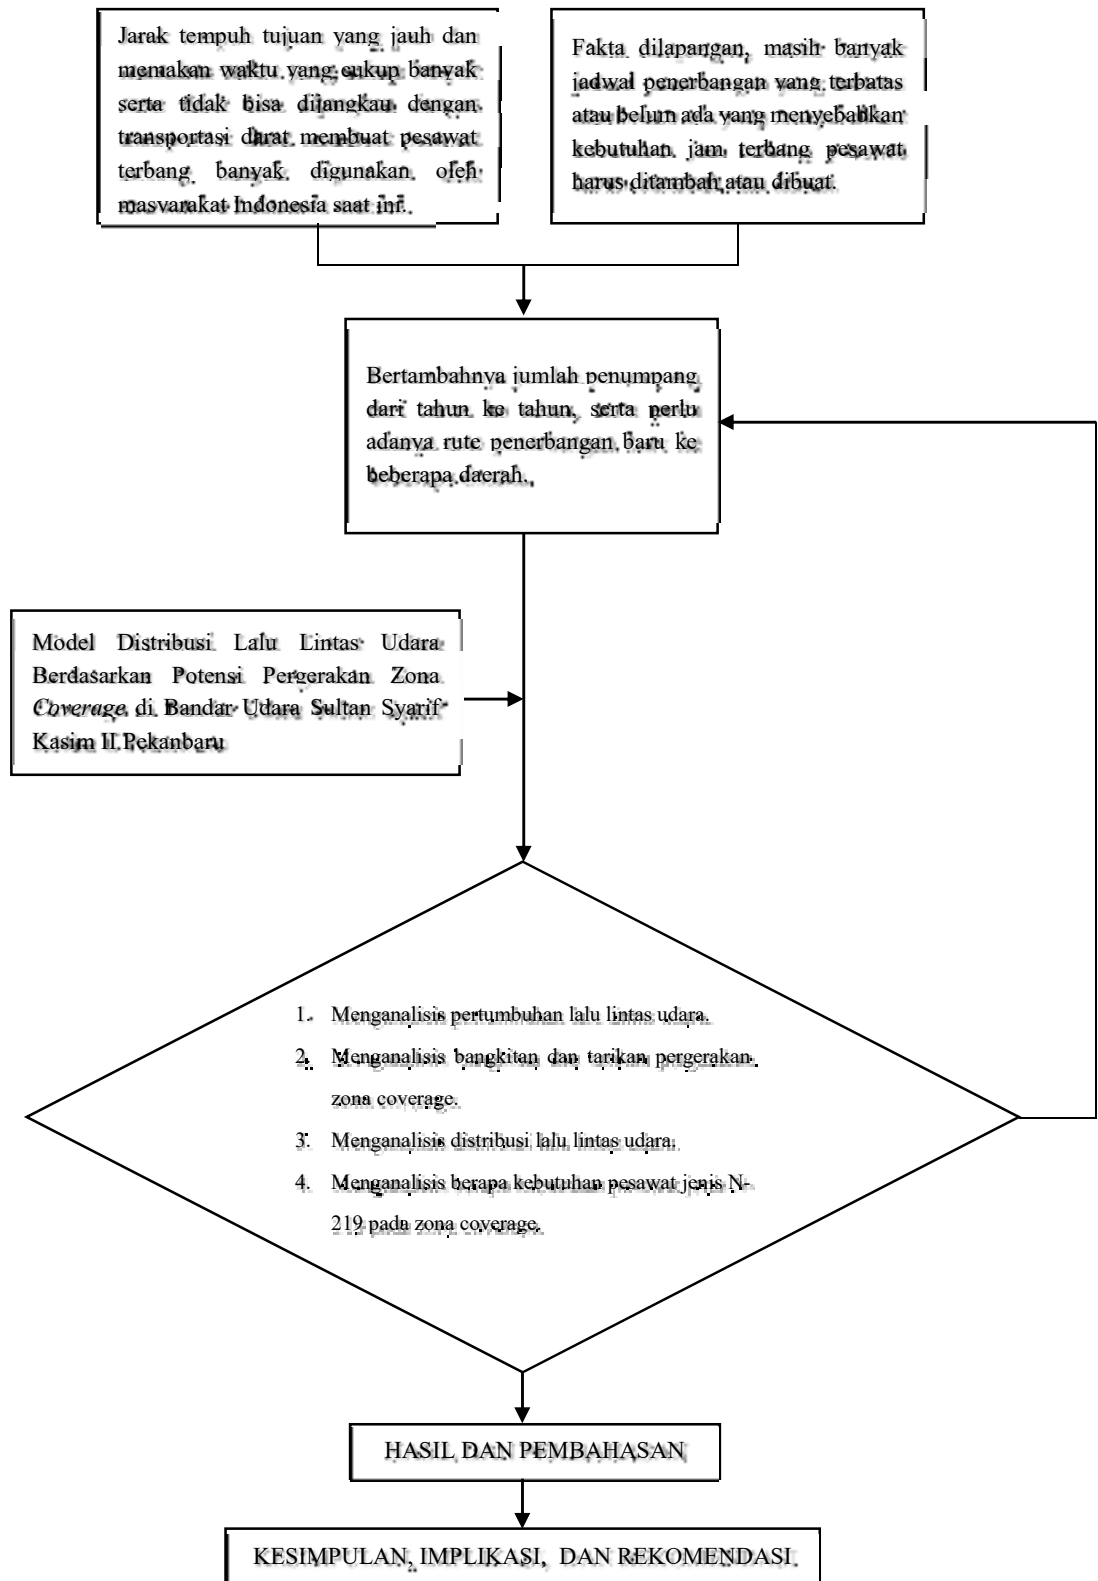 Jarak tempuh tujuan yang jauh dan
memakan waktu yang cukup banyak
serta tidak bisa dijangkau dengan
transportasi darat membuat pesawat
terbang banyak digunakan oleh
masyarakat Indonesia saat ini.
Fakta dilapangan, masih banyak
jadwal penerbangan yang terbatas
atau belum ada yang menyebabkan
kebutuhan jam terbang pesawat
harus ditambah atau dibuat.
Bertambahnya jumlah penumpang
dari tahun ke tahun, serta perlu
adanya rute penerbangan baru ke
beberapa daerah.
Model Distribusi Lalu Lintas Udara
Berdasarkan Potensi Pergerakan Zona
Coverage di Bandar Udara Sultan Syarif
Kasim II Pekanbaru
1. Menganalisis pertumbuhan lalu lintas udara.
2. Menganalisis bangkitan dan tarikan pergerakan
zona coverage.
3. Menganalisis distribusi lalu lintas udara.
4. Menganalisis berapa kebutuhan pesawat jenis N-
219 pada zona coverage.
HASIL DAN PEMBAHASAN
KESIMPULAN, IMPLIKASI, DAN REKOMENDASI